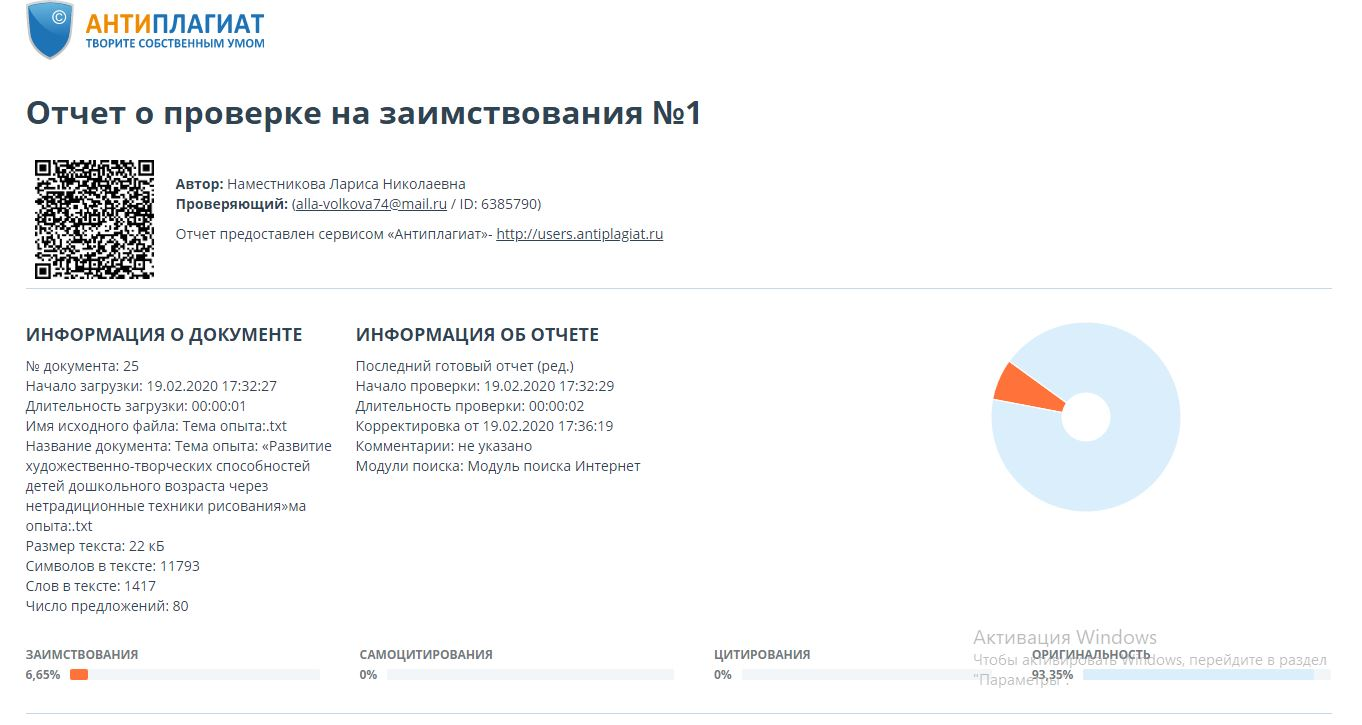 ©
АНТИПЛАГИАТ
ТВОРИТЕ СОБСТВЕННЫМ УМОМ
Отчет о проверке на заимствования №1
Автор: Наместникова Лариса Николаевна
Проверяющий: (alla-volkova74@mail.ru / ID: 6385790)
Отчет предоставлен сервисом «Антиплагиат»- http://users.antiplagiat.ru
ИНФОРМАЦИЯ О ДОКУМЕНТЕ
№ документа: 25
Начало загрузки: 19.02.2020 17:32:27
Длительность загрузки: 00:00:01
Имя исходного файла: Тема опыта:.txt
Название документа: Тема опыта: «Развитие
художественно-творческих способностей
детей дошкольного возраста через
нетрадиционные техники рисования»ма
опыта:.txt
Размер текста: 22 кБ
Символов в тексте: 11793
Слов в тексте: 1417
Число предложений: 80
ИНФОРМАЦИЯ ОБ ОТЧЕТЕ
Последний готовый отчет (ред.)
Начало проверки: 19.02.2020 17:32:29
Длительность проверки: 00:00:02
Корректировка от 19.02.2020 17:36:19
Комментарии: не указано
Модули поиска: Модуль поиска Интернет
ЗАИМСТВОВАНИЯ
6,65%
САМОЦИТИРОВАНИЯ
0%
ЦИТИРОВАНИЯ
0%
ОРИГИНАЛЬНОСТЬ
93,35%
Активация Windows
Чтобы активировать Windows, перейдите в раздел
"Параметры".